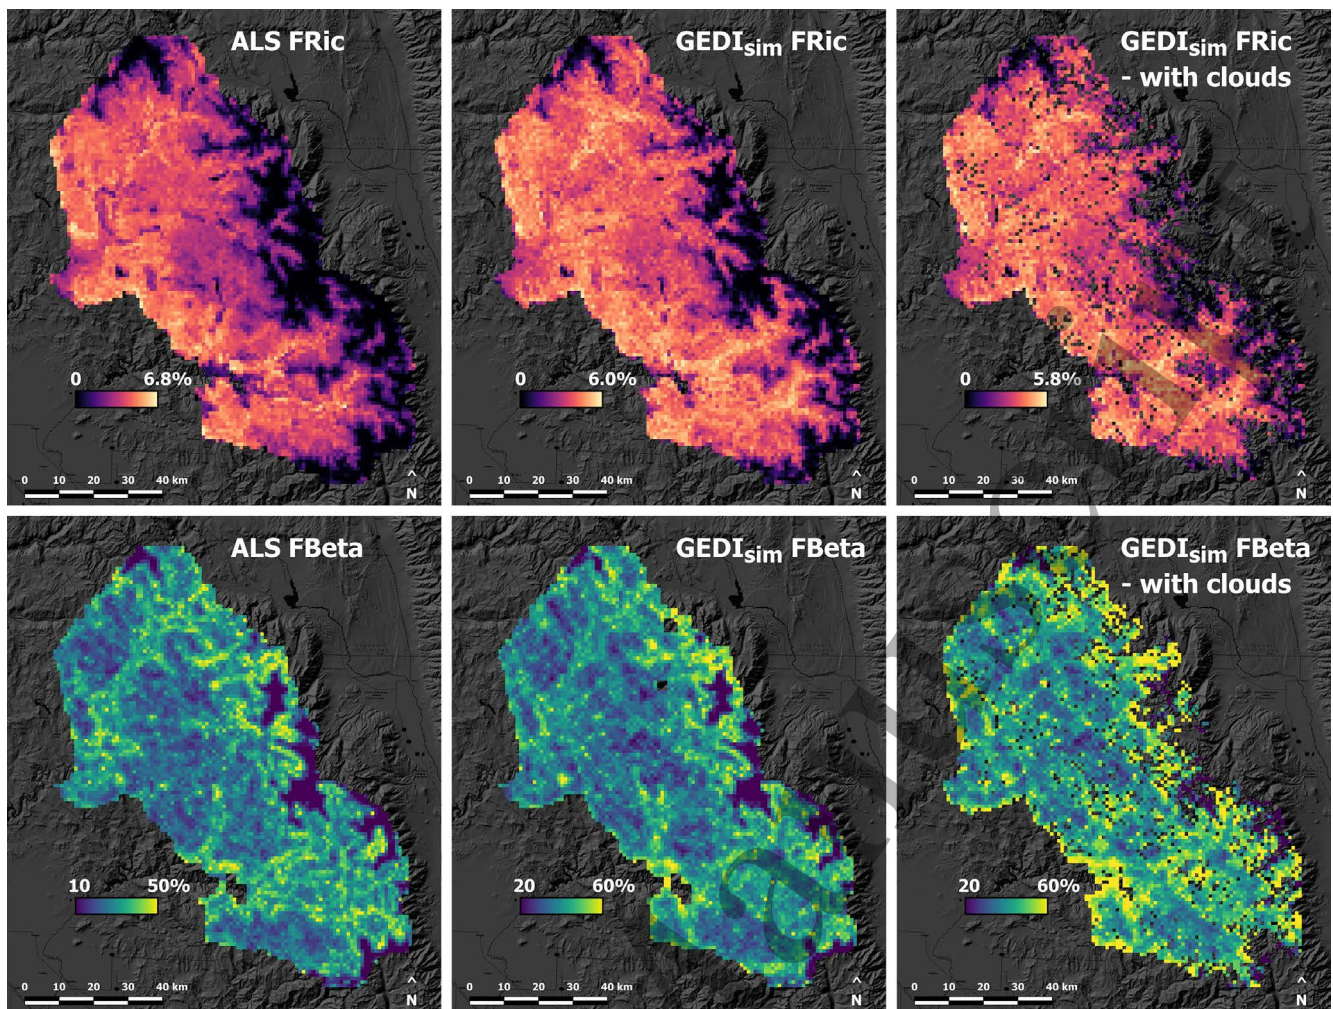 ALS FRic
0 6.8%
0 10 20 30 40 km
^
N
GEDIsim FRic
0 6.0%
0 10 20 30 40 km
^
N
GEDIsim FRic
- with clouds
0 5.8%
0 10 20 30 40 km
^
N
ALS FBeta
10 50%
0 10 20 30 40 km
^
N
GEDIsim FBeta
20 60%
0 10 20 30 40 km
^
N
GEDIsim FBeta
- with clouds
20 60%
0 10 20 30 40 km
^
N